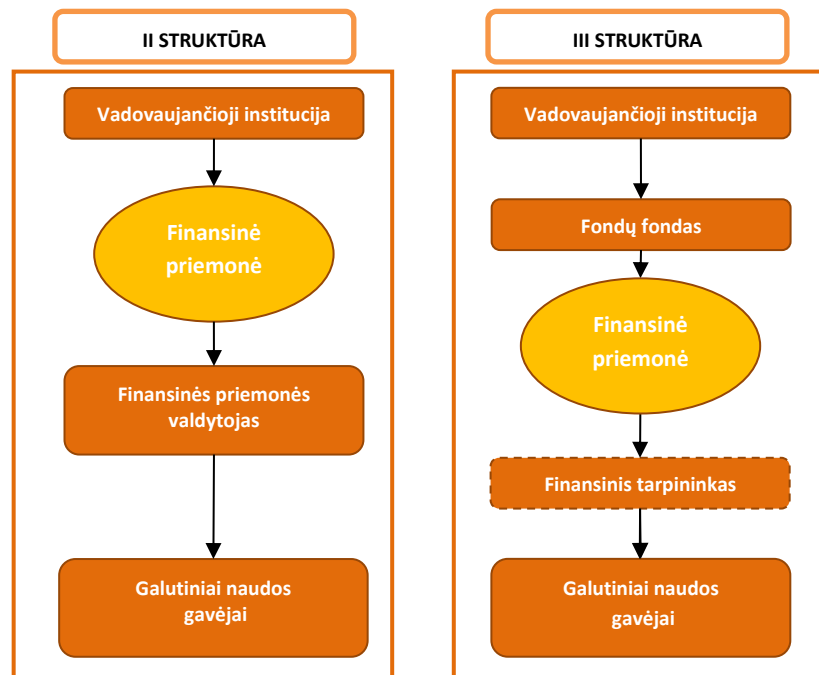 II STRUKTŪRA
Vadovaujančioji institucija
Finansinė
priemonė
Finansinės priemonės
valdytojas
Galutiniai naudos
gavėjai
III STRUKTŪRA
Vadovaujančioji institucija
Fondų fondas
Finansinė
priemonė
Finansinis tarpininkas
Galutiniai naudos
gavėjai